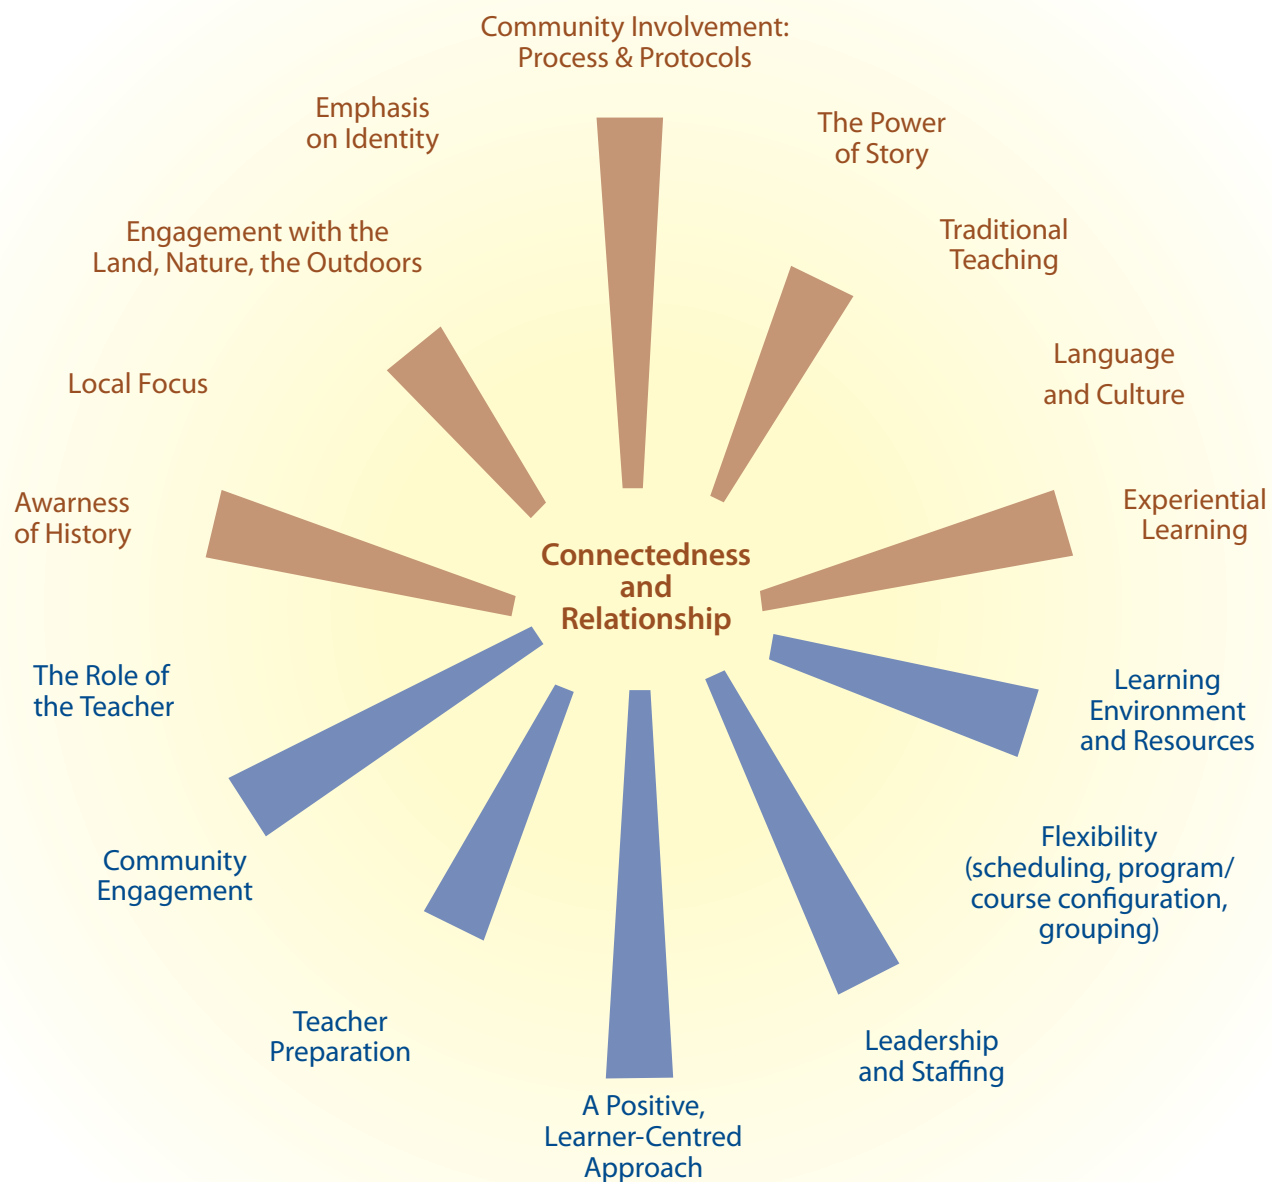 Community Involvement:
Process & Protocols
Emphasis
on Identity
The Power
of Story
Engagement with the
Land, Nature, the Outdoors
Traditional
Teaching
Local Focus
Language
and Culture
Awarness
of History
Experiential
Learning
Connectedness
and
Relationship
The Role of
the Teacher
Learning
Environment
and Resources
Community
Engagement
Flexibility
(scheduling, program/
course configuration,
grouping)
Teacher
Preparation
Leadership
and Staffing
A Positive,
Learner-Centred
Approach